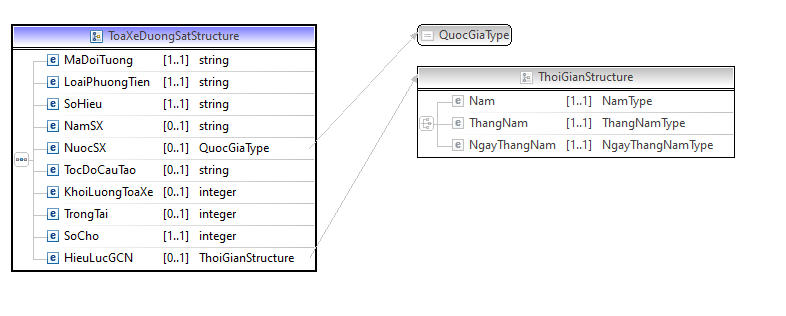 ToaXeDuongSatStructure
MaDoiTuong [1..1] string
LoaiPhuongTien [1..1] string
SoHieu [1..1] string
NamSX [0..1] string
NuocSX [0..1] QuocGiaType
TocDoCauTao [0..1] string
KhoiLuongToaXe [0..1] integer
TrongTai [0..1] integer
SoCho [1..1] integer
HieuLucGCN [0..1] ThoiGianStructure
QuocGiaType
ThoiGianStructure
Nam [1..1] NamType
ThangNam [1..1] ThangNamType
NgayThangNam [1..1] NgayThangNamType